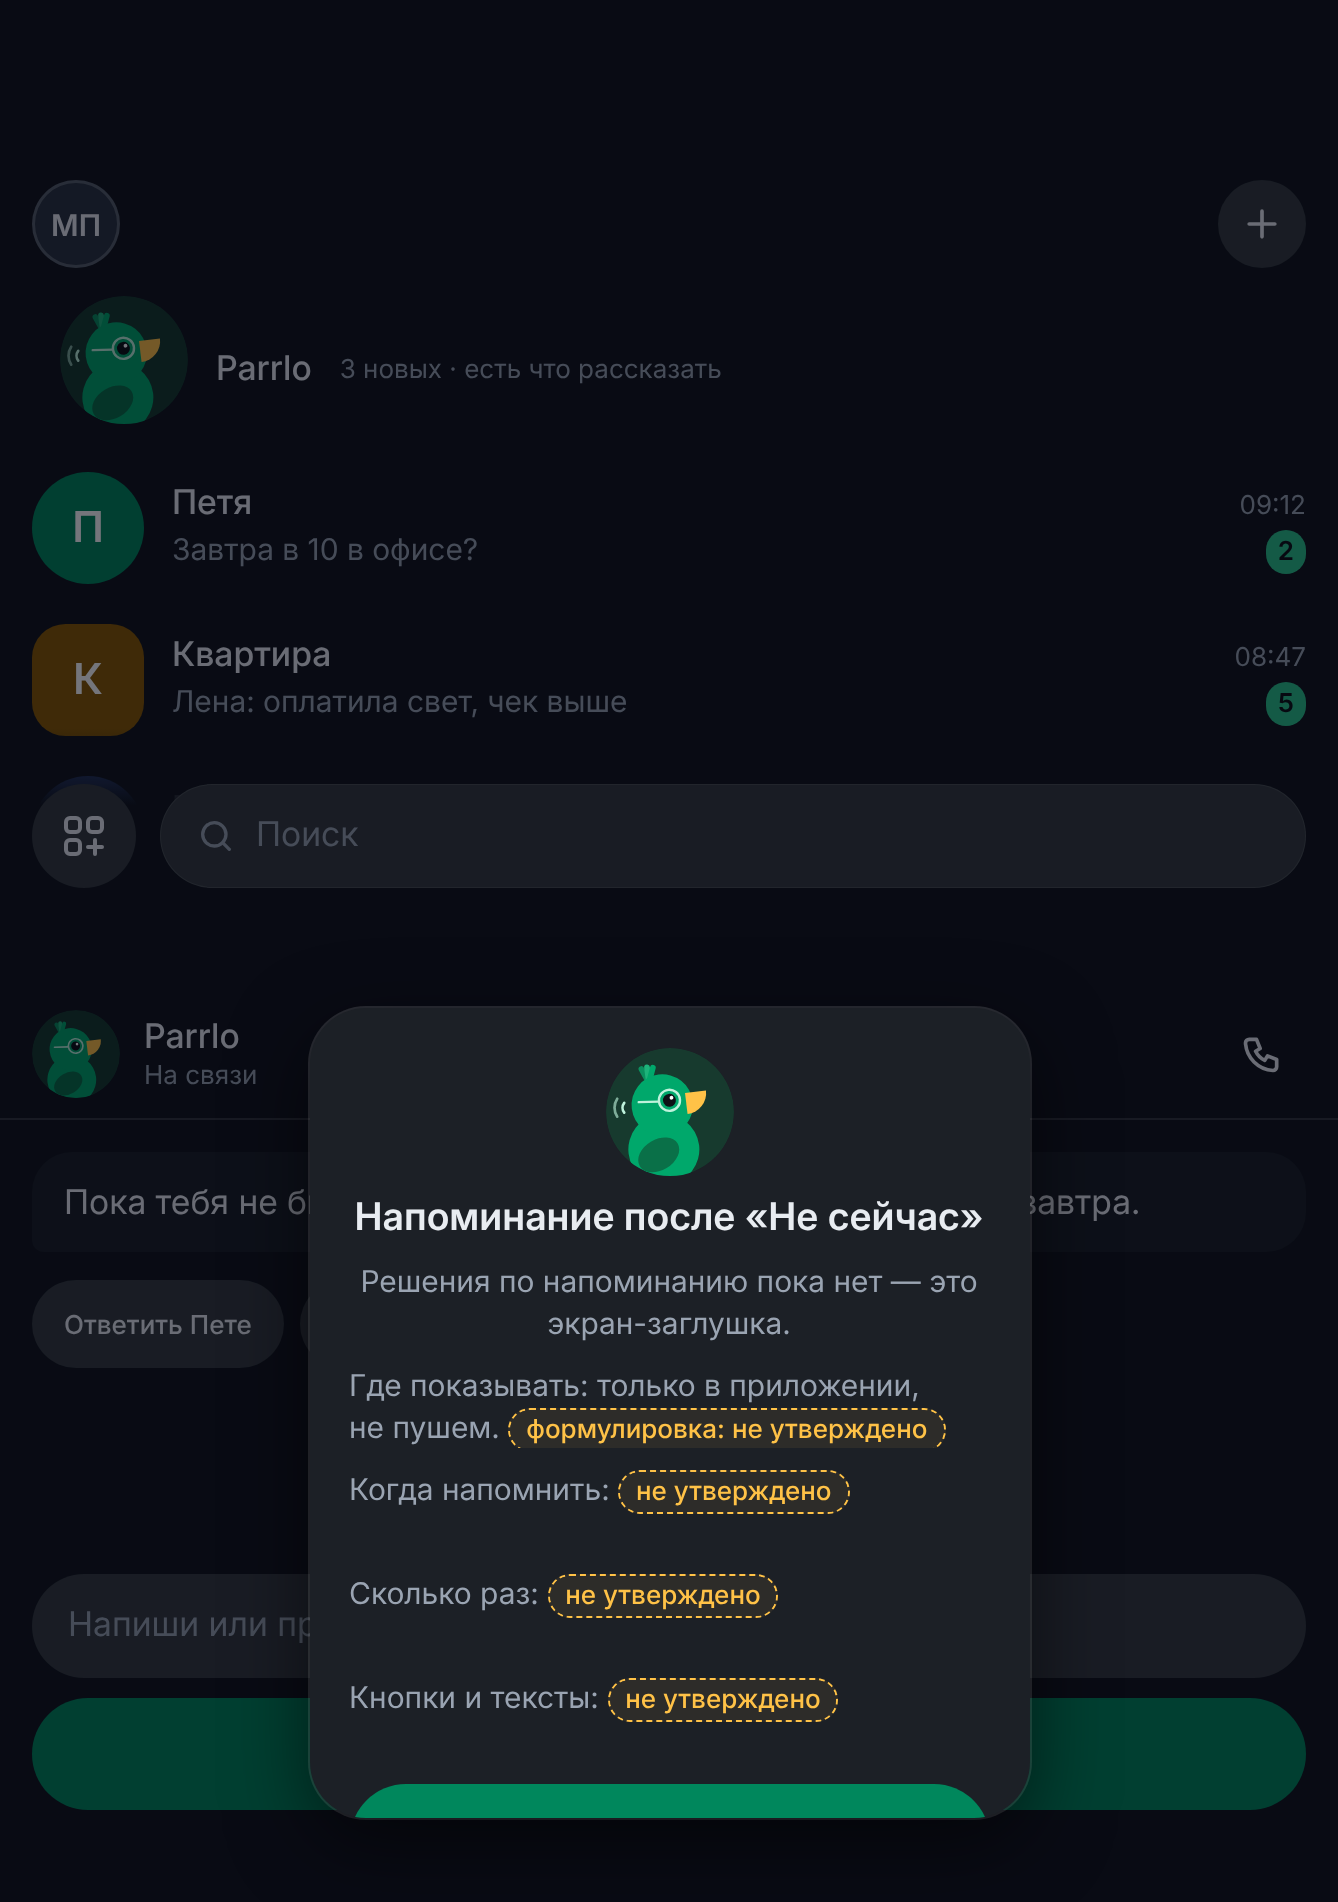 МП
Parrlo 3 новых · есть что рассказать
П
Петя
09:12
Завтра в 10 в офисе?
2
К
Квартира
08:47
Лена: оплатила свет, чек выше
5
Поиск
Parrlo
На связи
Пока тебя не
завтра.
Ответить Пете
Напиши или
Напоминание после «Не сейчас»
Решения по напоминанию пока нет — это
экран-заглушка.
Где показывать: только в приложении,
не пушем. формулировка: не утверждено
Когда напомнить: не утверждено
Сколько раз: не утверждено
Кнопки и тексты: не утверждено